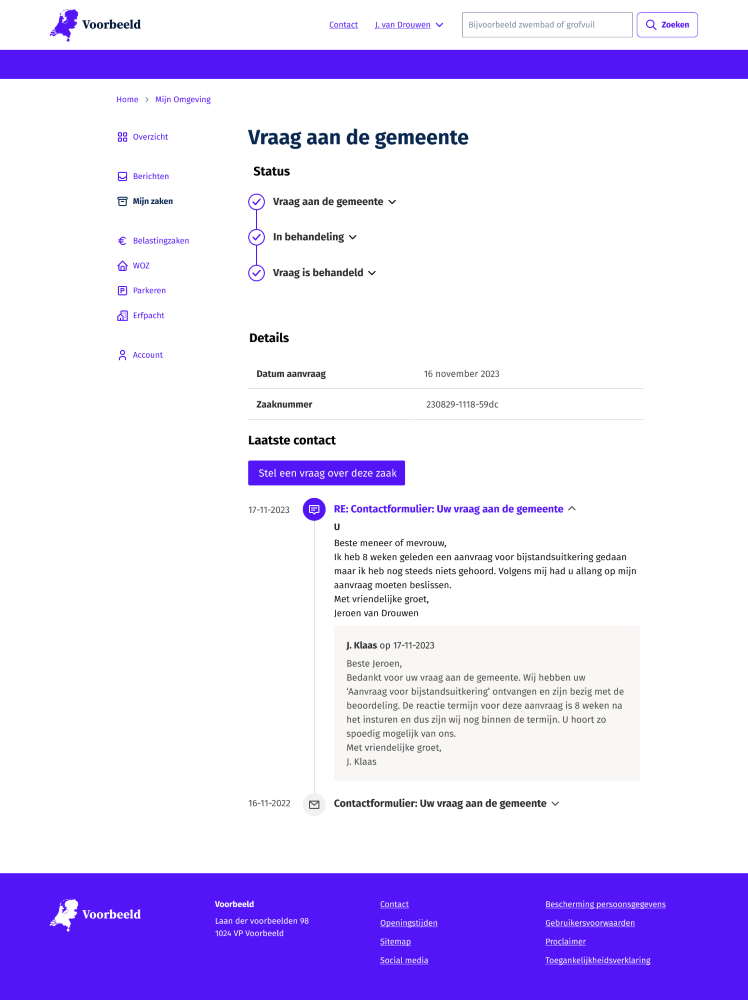 Voorbeeld
Contact
J. van Drouwen
Bijvoorbeeld zwembad of grofvuil
Zoeken
Home
Mijn Omgeving
Overzicht
Berichten
Mijn zaken
Belastingzaken
WOZ
Parkeren
Erfpacht
Account
Vraag aan de gemeente
Status
Vraag aan de gemeente
In behandeling
Vraag is behandeld
Details
Datum aanvraag 16 november 2023
Zaaknummer 230829-1118-59dc
Laatste contact
Stel een vraag over deze zaak
17-11-2023
RE: Contactformulier: Uw vraag aan de gemeente
U
Beste meneer of mevrouw,
Ik heb 8 weken geleden een aanvraag voor bijstandsuitkering gedaan
maar ik heb nog steeds niets gehoord. Volgens mij had u allang op mijn
aanvraag moeten beslissen.
Met vriendelijke groet,
Jeroen van Drouwen
J. Klaas op 17-11-2023
Beste Jeroen,
Bedankt voor uw vraag aan de gemeente. Wij hebben uw
'Aanvraag voor bijstandsuitkering' ontvangen en zijn bezig met de
beoordeling. De reactie termijn voor deze aanvraag is 8 weken na
het insturen en dus zijn wij nog binnen de termijn. U hoort zo
spoedig mogelijk van ons.
Met vriendelijke groet,
J. Klaas
16-11-2022
Contactformulier: Uw vraag aan de gemeente
Voorbeeld
Voorbeeld
Laan der voorbeelden 98
1024 VP Voorbeeld
Contact
Openingstijden
Sitemap
Social media
Bescherming persoonsgegevens
Gebruikersvoorwaarden
Proclaimer
Toegankelijkheidsverklaring